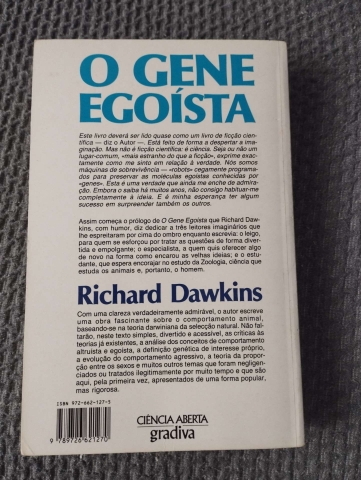 O GENE
EGOÍSTA
Este livro deverá ser lido quase como um livro de ficção cien-
tífica — diz o Autor —. Está feito de forma a despertar a ima-
ginação. Mas não é ficção científica: é ciência. Seja ou não um
lugar-comum, «mais estranho do que a ficção», exprime exac-
tamente como me sinto em relação à verdade. Nós somos
máquinas de sobrevivência — «robots» cegamente programa-
dos para preservar as moléculas egoístas conhecidas por
«genes». Esta é uma verdade que ainda me enche de admira-
ção. Embora o saiba há muitos anos, não consigo habituar-me
completamente à ideia. E é minha esperança ter algum
sucesso em surpreender também os outros.
Assim começa o prólogo de O Gene Egoísta que Richard Daw-
kins, com humor, diz dedicar a três leitores imaginários que
lhe espreitaram por cima do ombro enquanto escrevia: o leigo,
para quem se esforçou por tratar as questões de forma diver-
tida e empolgante; o especialista, a quem quis oferecer algo
de novo na forma como encarou as velhas ideias; e o estu-
dante, que espera encorajar no estudo da Zoologia, ciência que
estuda os animais e, portanto, o homem.
Richard Dawkins
Com uma clareza verdadeiramente admirável, o autor escreve
uma obra fascinante sobre o comportamento animal,
baseando-se na teoria darwiniana da selecção natural. Não fal-
tarão, neste texto simples, divertido e acessível, as críticas às
teorias já existentes, a análise dos conceitos de comportamento
altruísta e egoísta, a definição genética de interesse próprio,
a evolução do comportamento agressivo, a teoria da propor-
ção entre os sexos e muitos outros temas que foram negligen-
ciados ou tratados ilegitimamente por muito tempo e que são
aqui, pela primeira vez, apresentados de uma forma popular,
mas rigorosa.
ISBN 972-662-127-5
9 789726 621270
CIÊNCIA ABERTA
gradiva